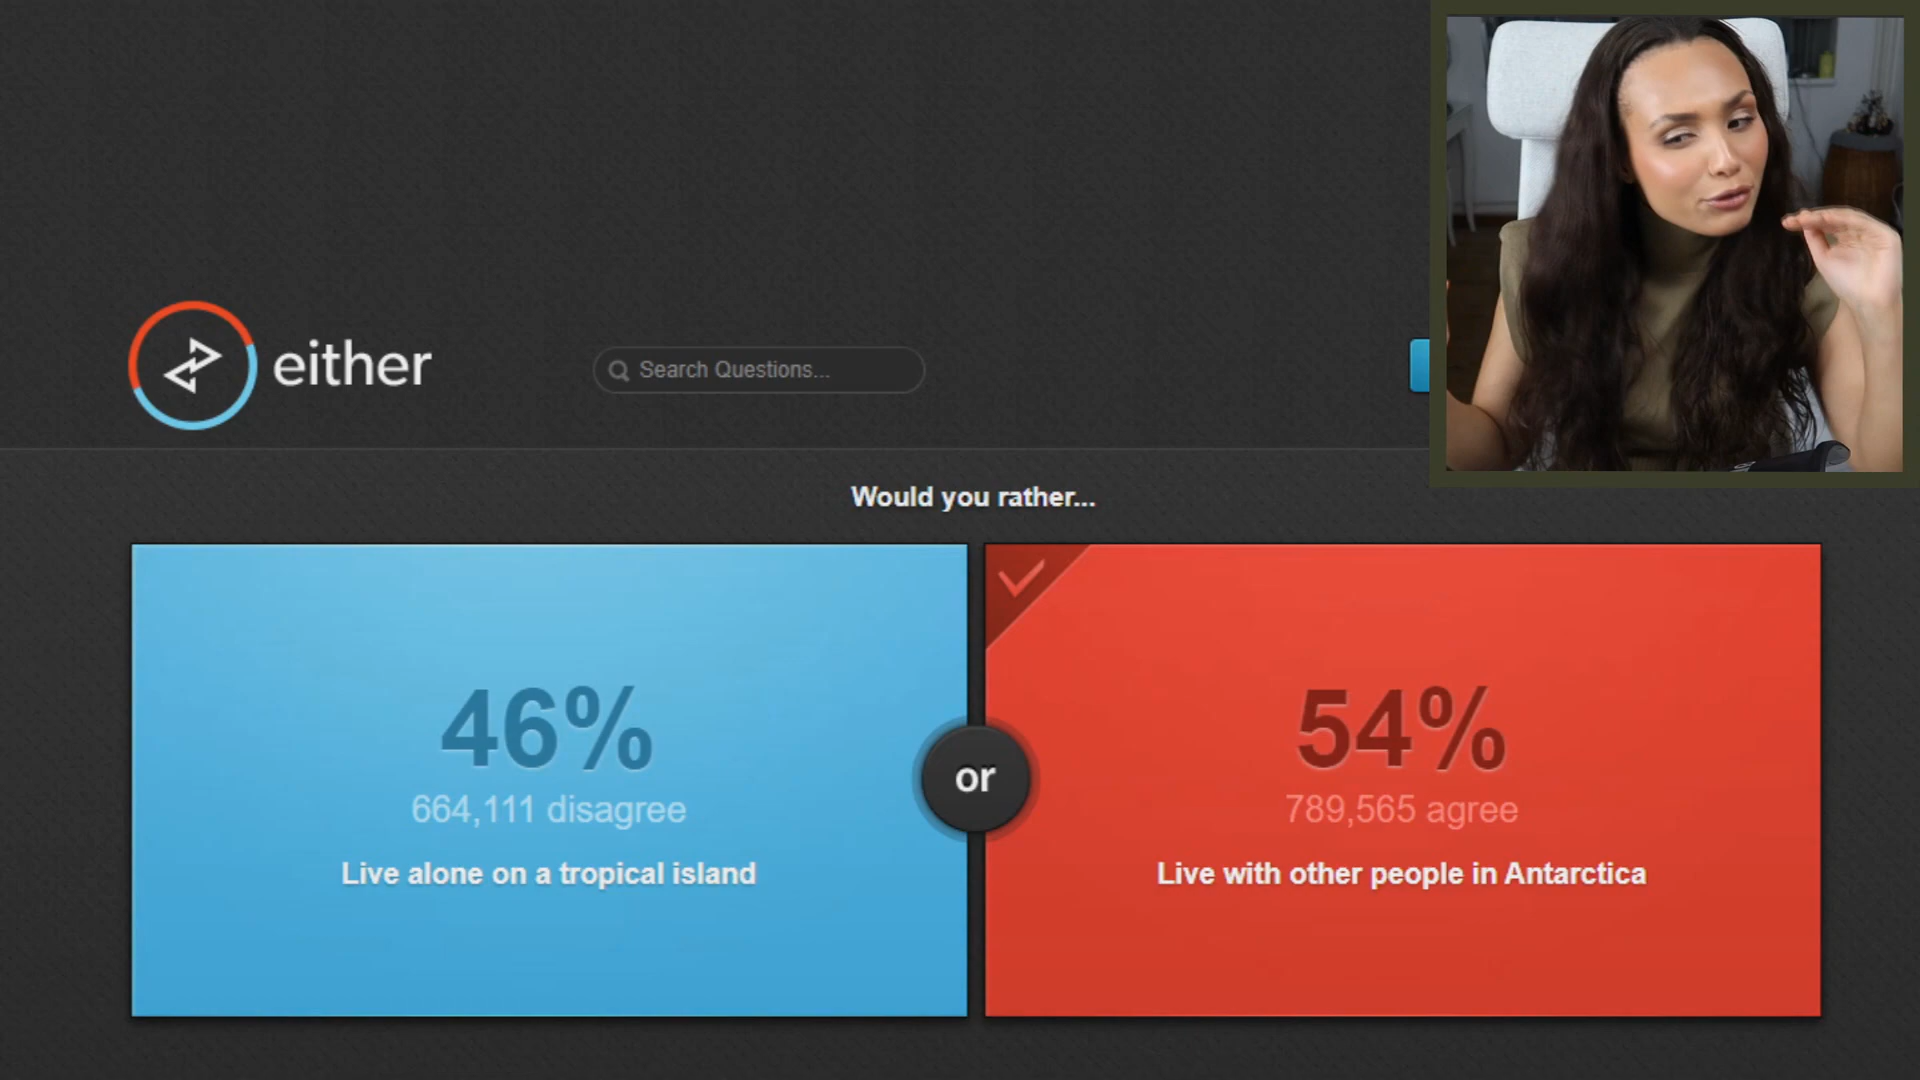 either
Search Questions...
Would you rather...
46%
664,111 disagree
Live alone on a tropical island
or
54%
789,565 agree
Live with other people in Antarctica